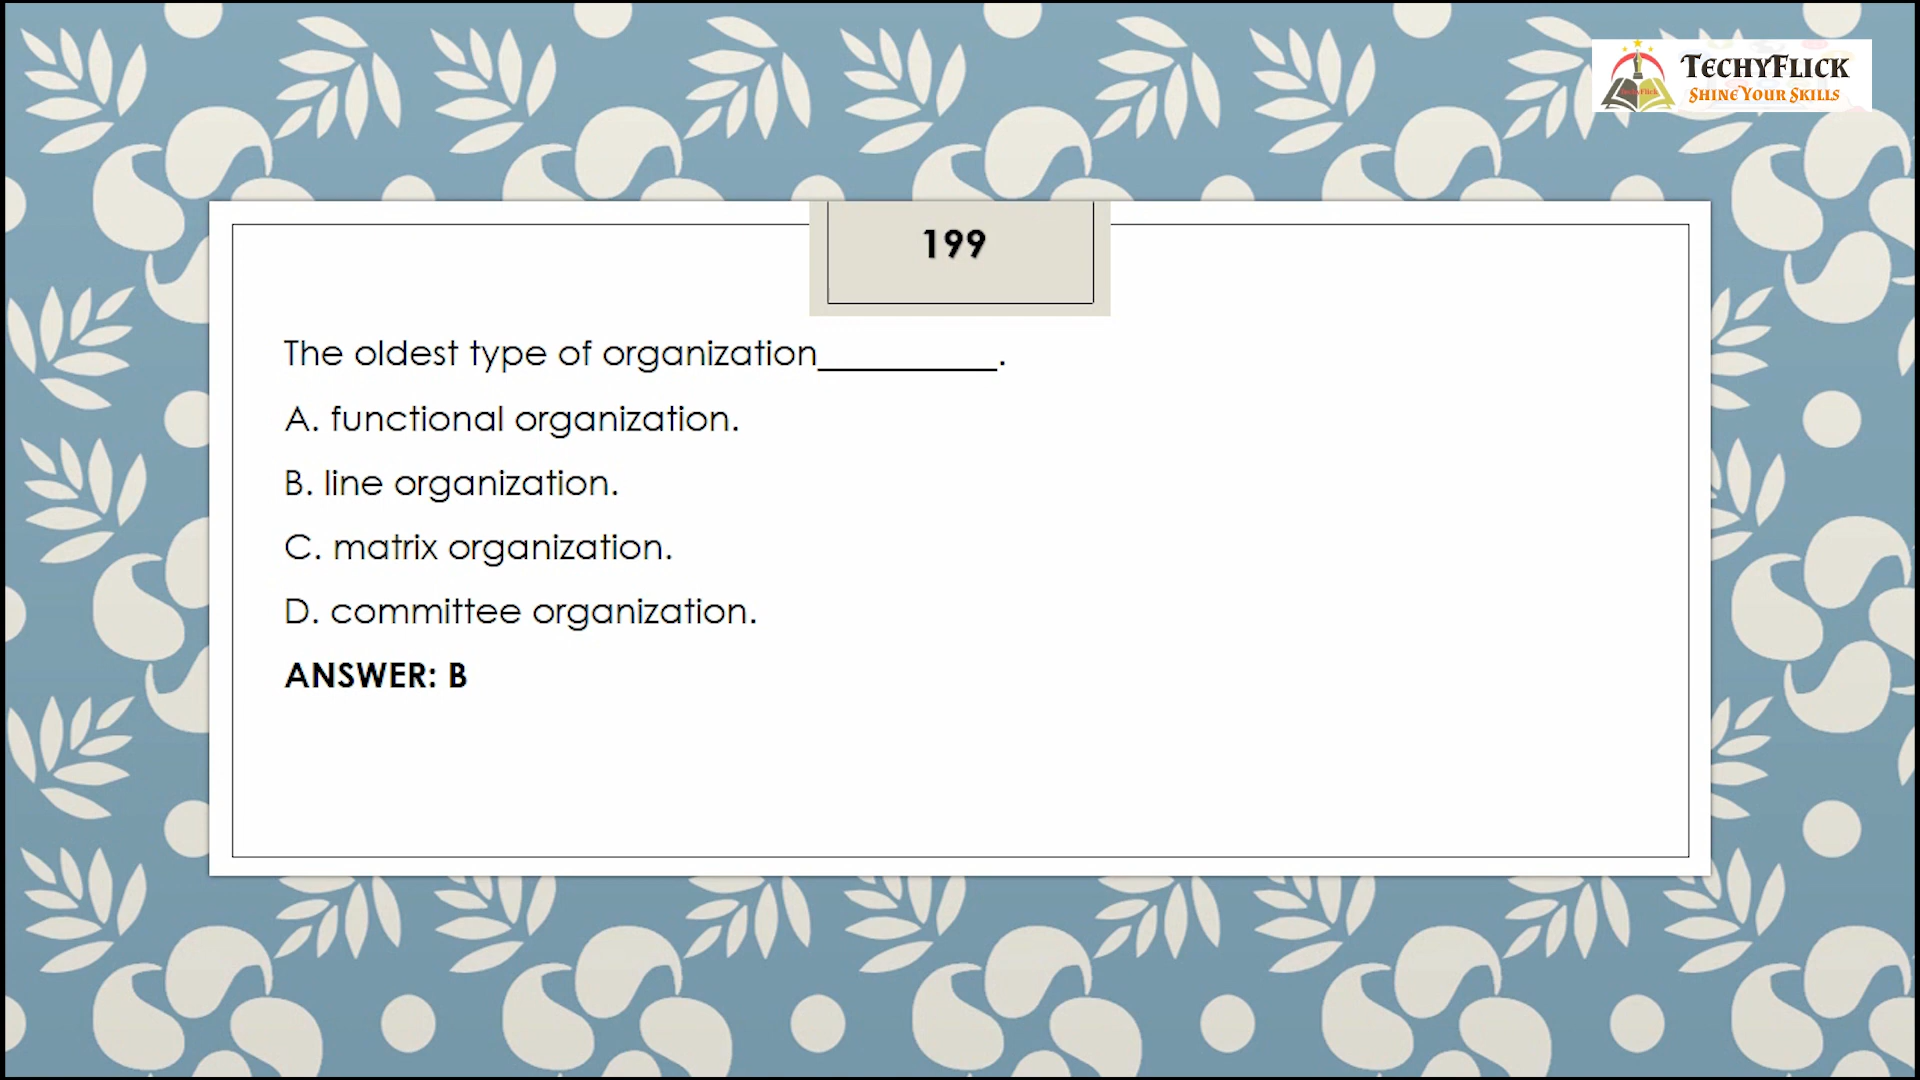 TECHYFLICK
SHINE YOUR SKILLS
199
The oldest type of organization__________.
A. functional organization.
B. line organization.
C. matrix organization.
D. committee organization.
ANSWER: B